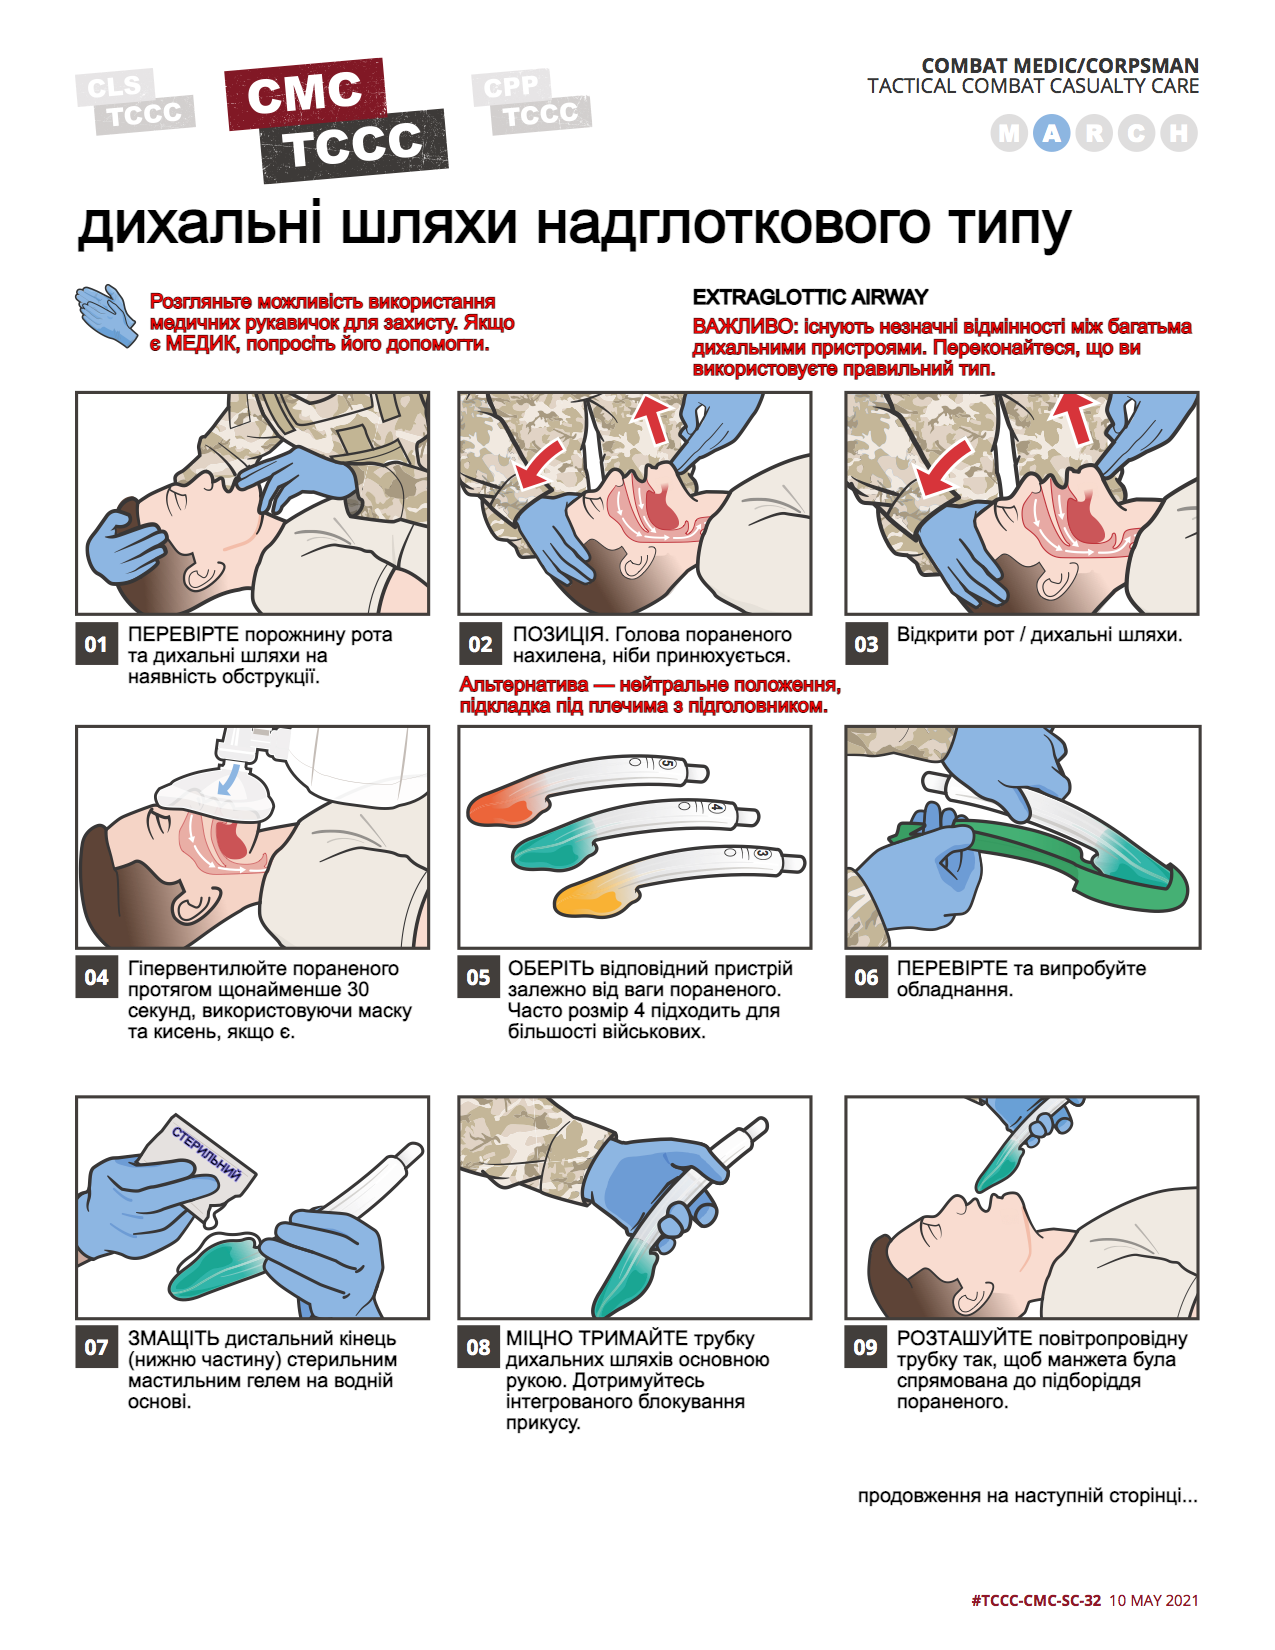 CLS
TCCC
CMC
TCCC
CPP
TCCC
COMBAT MEDIC/CORPSMAN
TACTICAL COMBAT CASUALTY CARE
M A R C H
дихальні шляхи надглоткового типу
Розгляньте можливість використання
медичних рукавичок для захисту. Якщо
є МЕДИК, попросіть його допомогти.
EXTRAGLOTTIC AIRWAY
ВАЖЛИВО: існують незначні відмінності між багатьма
дихальними пристроями. Переконайтеся, що ви
використовуєте правильний тип.
01 ПЕРЕВІРТЕ порожнину рота
та дихальні шляхи на
наявність обструкції.
02 ПОЗИЦІЯ. Голова пораненого
нахилена, ніби принюхується.
Альтернатива — нейтральне положення,
підкладка під плечима з підголовником.
03 Відкрити рот / дихальні шляхи.
04 Гіпервентилюйте пораненого
протягом щонайменше 30
секунд, використовуючи маску
та кисень, якщо є.
5
4
3
05 ОБЕРІТЬ відповідний пристрій
залежно від ваги пораненого.
Часто розмір 4 підходить для
більшості військових.
06 ПЕРЕВІРТЕ та випробуйте
обладнання.
СТЕРИЛЬНИЙ
07 ЗМАЩІТЬ дистальний кінець
(нижню частину) стерильним
мастильним гелем на водній
основі.
08 МІЦНО ТРИМАЙТЕ трубку
дихальних шляхів основною
рукою. Дотримуйтесь
інтегрованого блокування
прикусу.
09 РОЗТАШУЙТЕ повітропровідну
трубку так, щоб манжета була
спрямована до підборіддя
пораненого.
продовження на наступній сторінці...
#TCCC-CMC-SC-32 10 MAY 2021